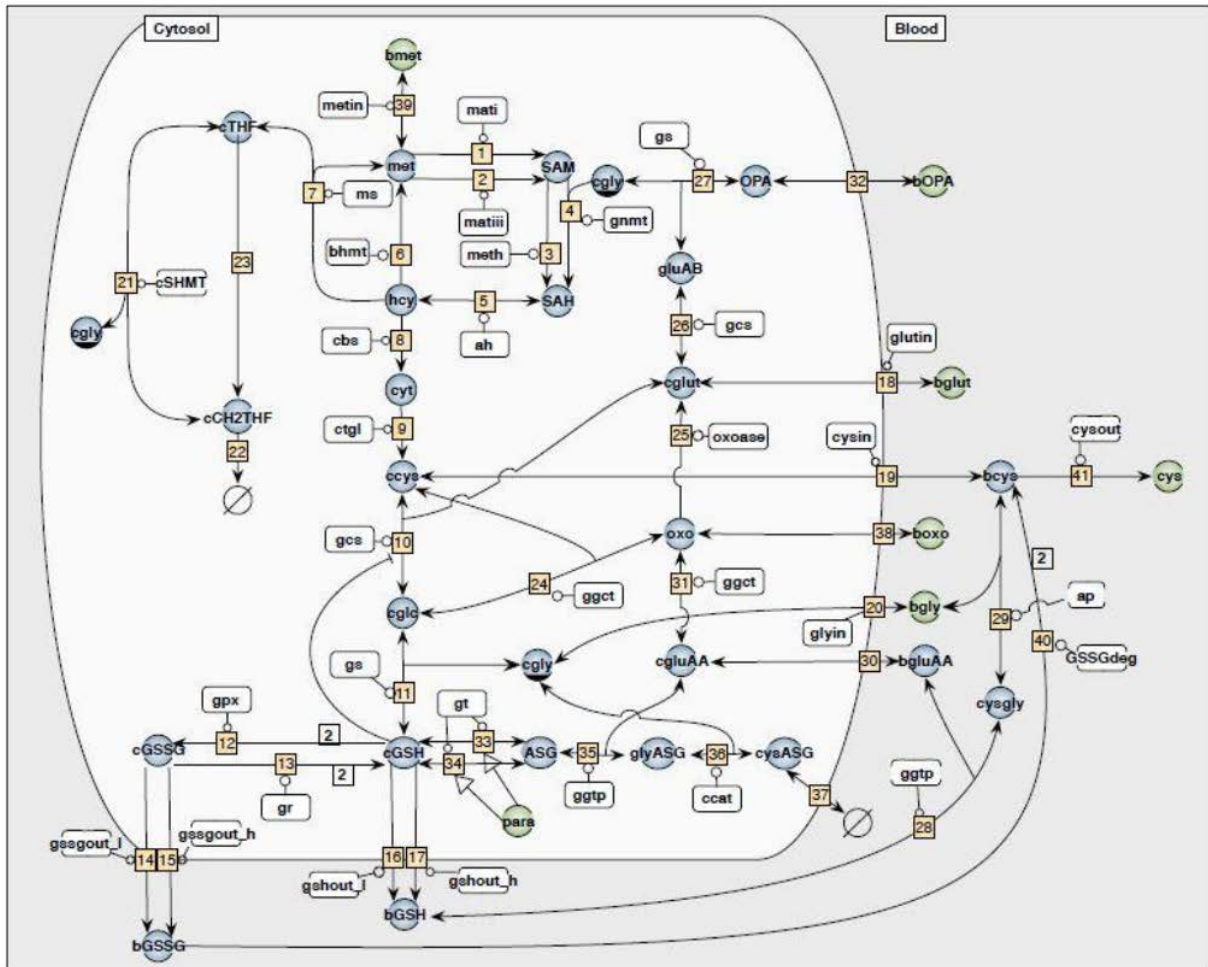 Cytosol
Blood
bmet
metin
39
mati
cTHF
gs
met
1
SAM
cgly
27
OPA
32
bOPA
7
ms
2
4
matiii
gnmt
bhmt
6
meth
3
23
gluAB
21
cSHMT
hcy
5
SAH
cgly
cbs
8
ah
26
gcs
glutin
cyt
cglut
18
bglut
cCH2THF
ctgl
9
25
oxoase
cysin
cysout
22
ccys
19
bcys
41
cys
gcs
10
oxo
38
boxo
2
24
ggct
31
ggct
cglc
20
bgly
29
ap
glyin
40
gs
cgly
cgluAA
30
bgluAA
GSSGdeg
11
gpx
gt
cysgly
12
2
33
cGSSG
cGSH
ASG
35
glyASG
36
cysASG
13
2
34
gr
ggtp
ccat
37
ggtp
para
28
gssgout_l
gssgout_h
14
15
16
17
gshout_l
gshout_h
bGSH
bGSSG